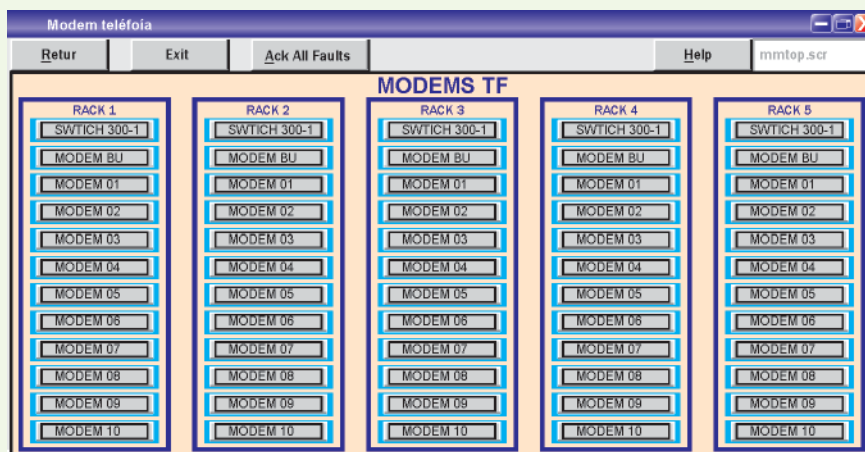 Modem teléfoía
Retur Exit Ack All Faults Help mmtop.scr
MODEMS TF
RACK 1 RACK 2 RACK 3 RACK 4 RACK 5
SWTICH 300-1 SWTICH 300-1 SWTICH 300-1 SWTICH 300-1 SWTICH 300-1
MODEM BU MODEM BU MODEM BU MODEM BU MODEM BU
MODEM 01 MODEM 01 MODEM 01 MODEM 01 MODEM 01
MODEM 02 MODEM 02 MODEM 02 MODEM 02 MODEM 02
MODEM 03 MODEM 03 MODEM 03 MODEM 03 MODEM 03
MODEM 04 MODEM 04 MODEM 04 MODEM 04 MODEM 04
MODEM 05 MODEM 05 MODEM 05 MODEM 05 MODEM 05
MODEM 06 MODEM 06 MODEM 06 MODEM 06 MODEM 06
MODEM 07 MODEM 07 MODEM 07 MODEM 07 MODEM 07
MODEM 08 MODEM 08 MODEM 08 MODEM 08 MODEM 08
MODEM 09 MODEM 09 MODEM 09 MODEM 09 MODEM 09
MODEM 10 MODEM 10 MODEM 10 MODEM 10 MODEM 10